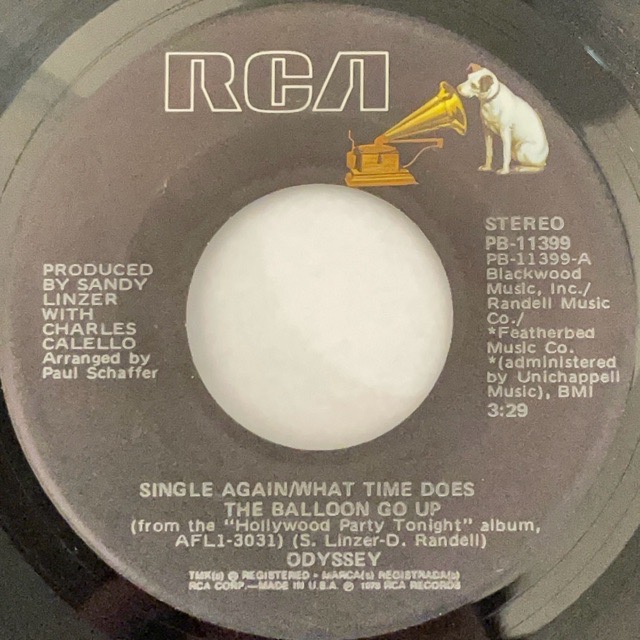 RCA
STEREO
PB-11399
PB-11399-A
Blackwood
Music, Inc./
Randell Music
Co./
*Featherbed
Music Co.
*(administered
by Unichappell
Music), BMI
3:29
PRODUCED
BY SANDY
LINZER
WITH
CHARLES
CALELLO
Arranged by
Paul Schaffer
SINGLE AGAIN/WHAT TIME DOES
THE BALLOON GO UP
(from the "Hollywood Party Tonight" album,
AFL1-3031) (S. Linzer-D. Randell)
ODYSSEY
TMK(s) ® REGISTERED • MARCA(s) REGISTRADA(s)
RCA CORP.—MADE IN U.S.A. ℗ 1978 RCA RECORDS